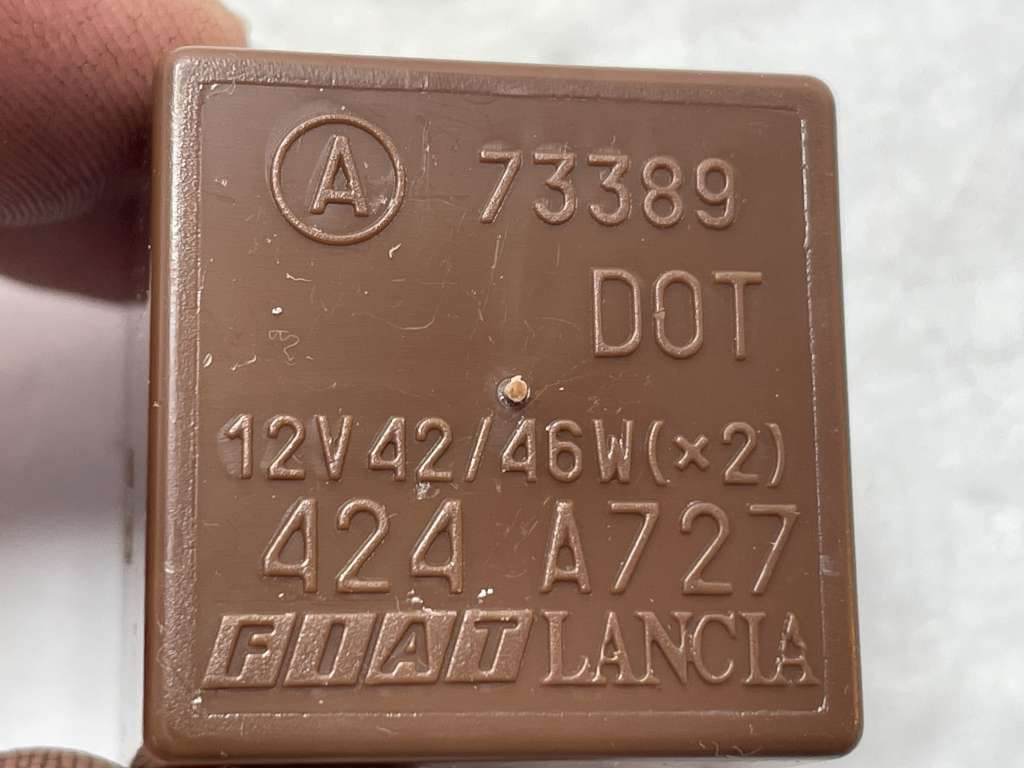 A 73389
DOT
12V 42/46W(×2)
424 A727
FIAT LANCIA